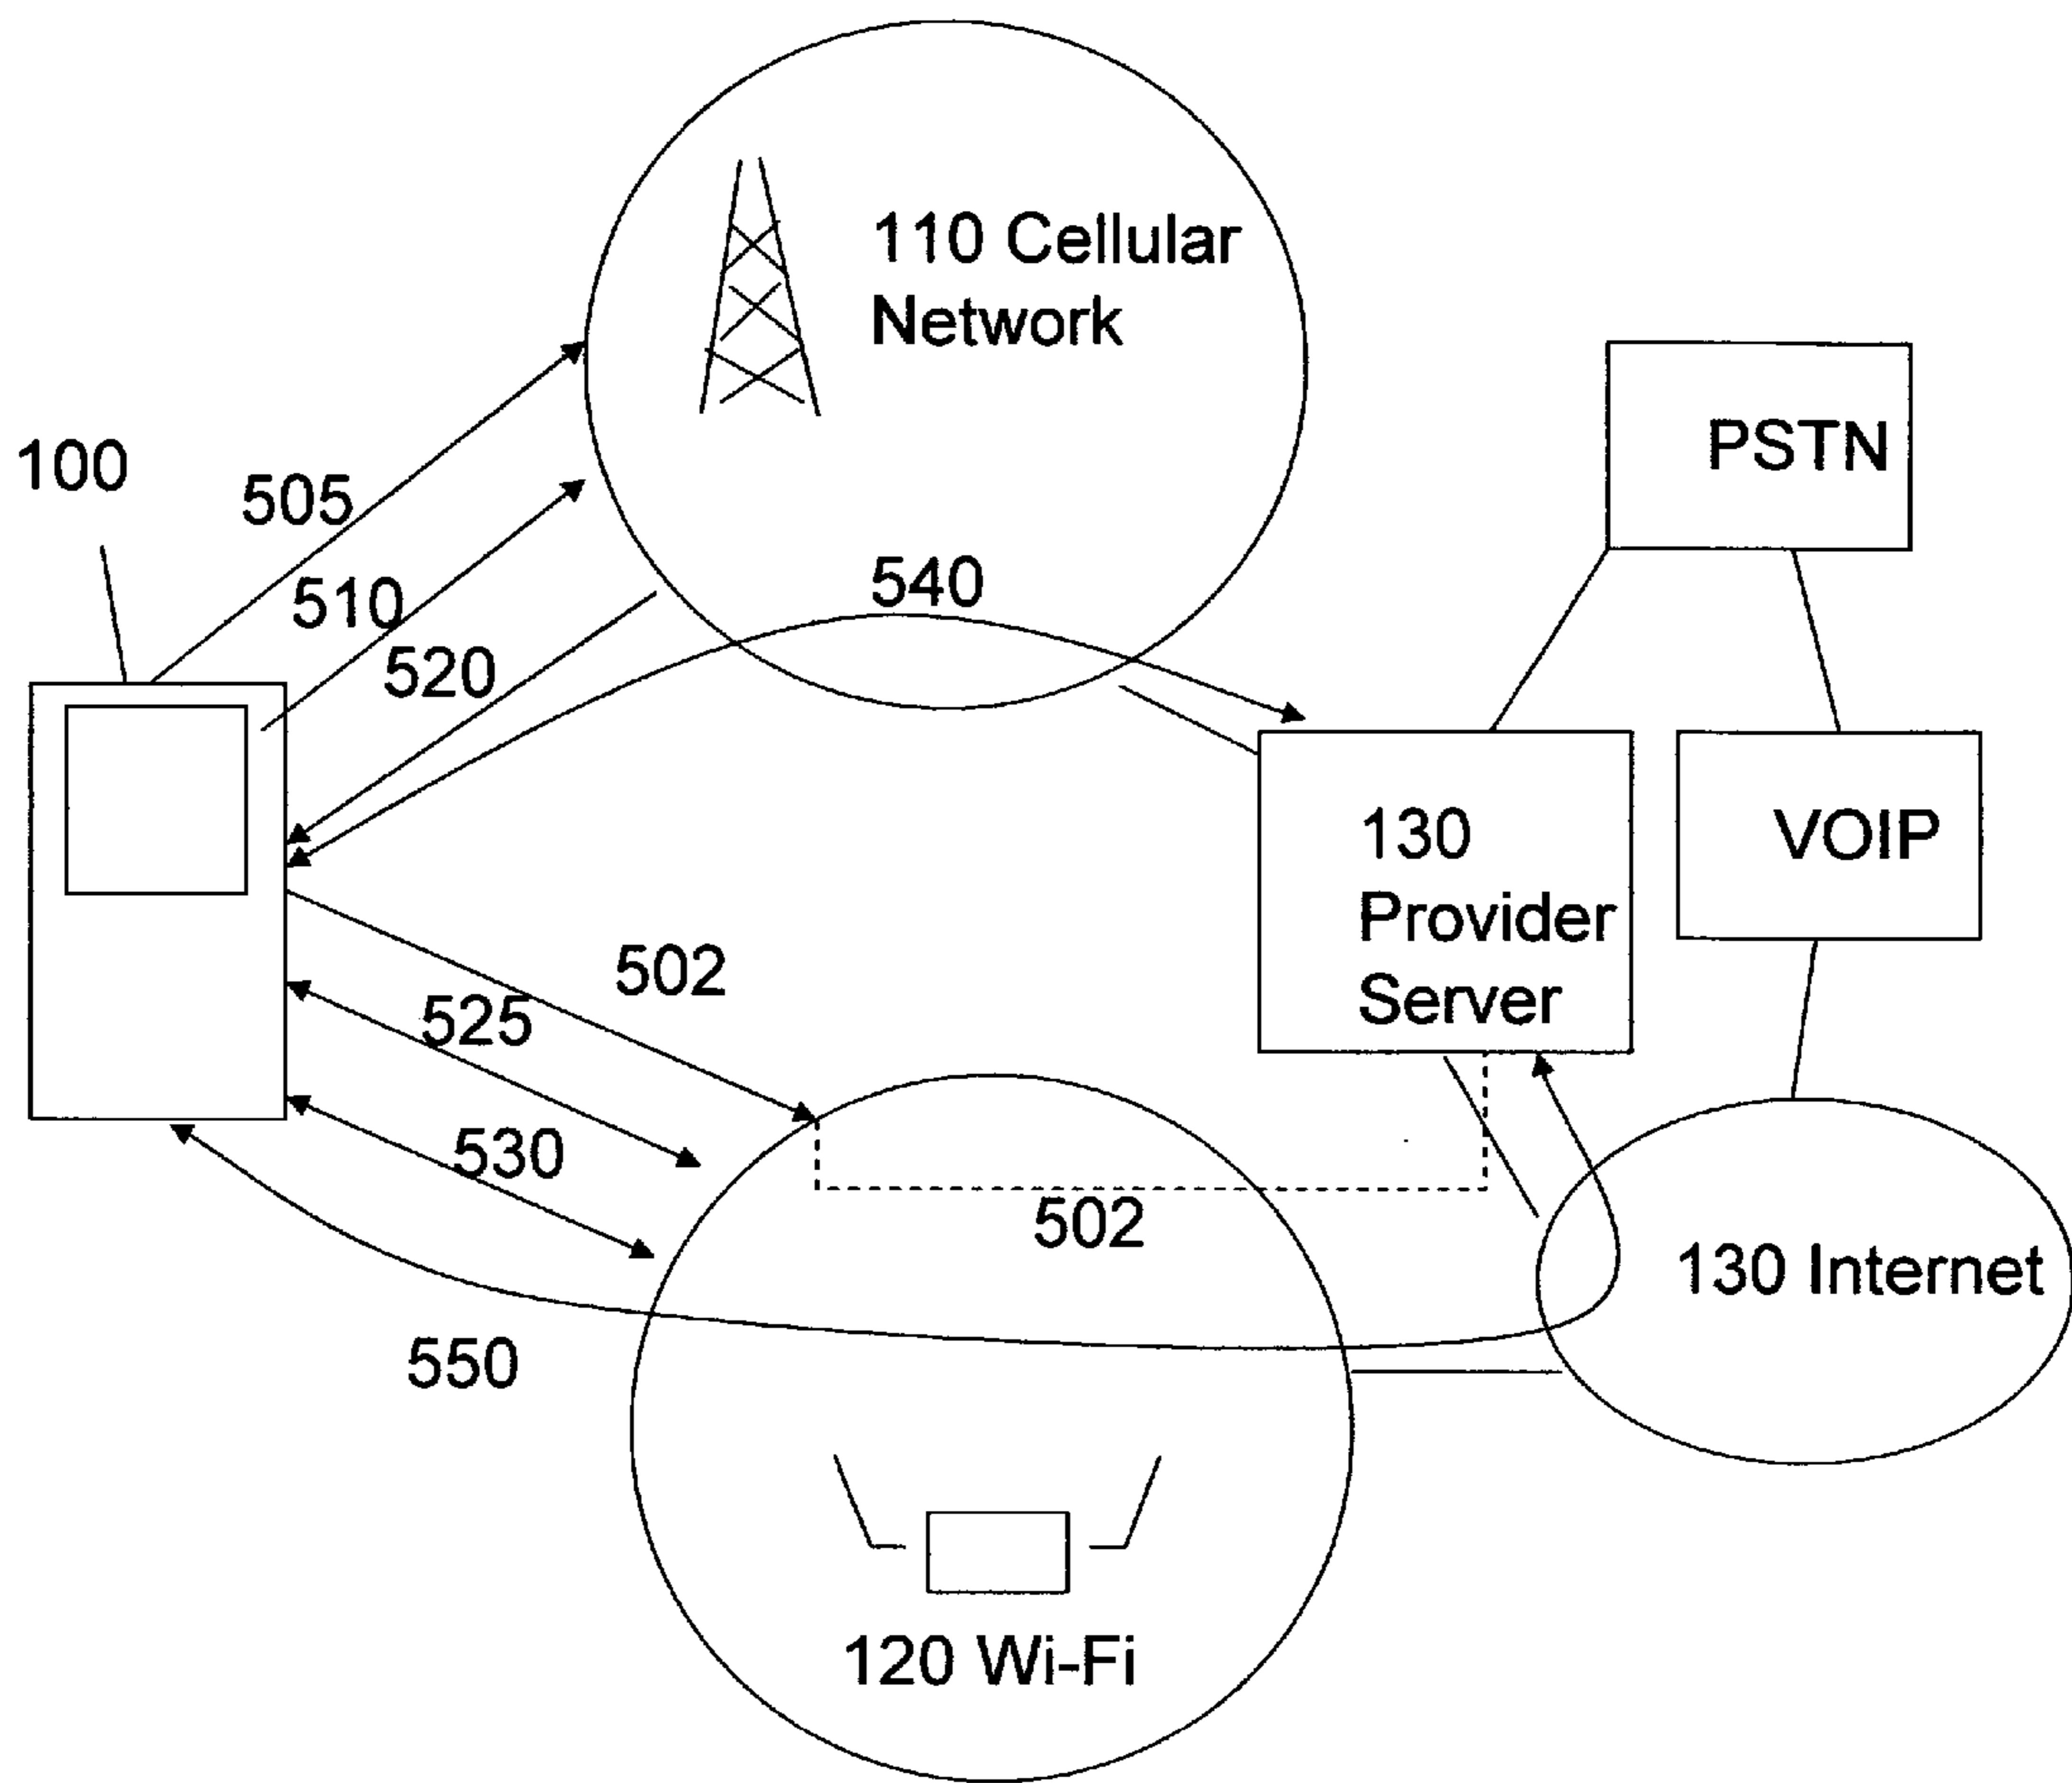 110 Cellular
Network
PSTN
100
505
540
510
520
130
Provider
Server
VOIP
502
525
530
502
130 Internet
550
120 Wi-Fi